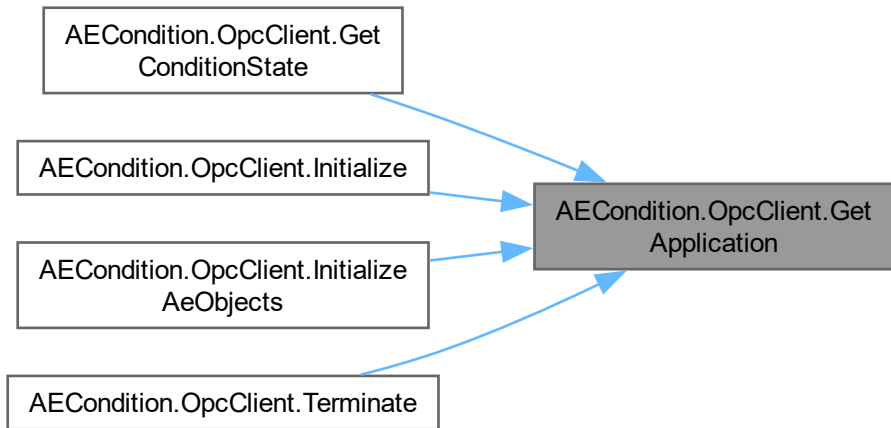 AECondition.OpcClient.Get
ConditionState
AECondition.OpcClient.Initialize
AECondition.OpcClient.Get
Application
AECondition.OpcClient.Initialize
AeObjects
AECondition.OpcClient.Terminate